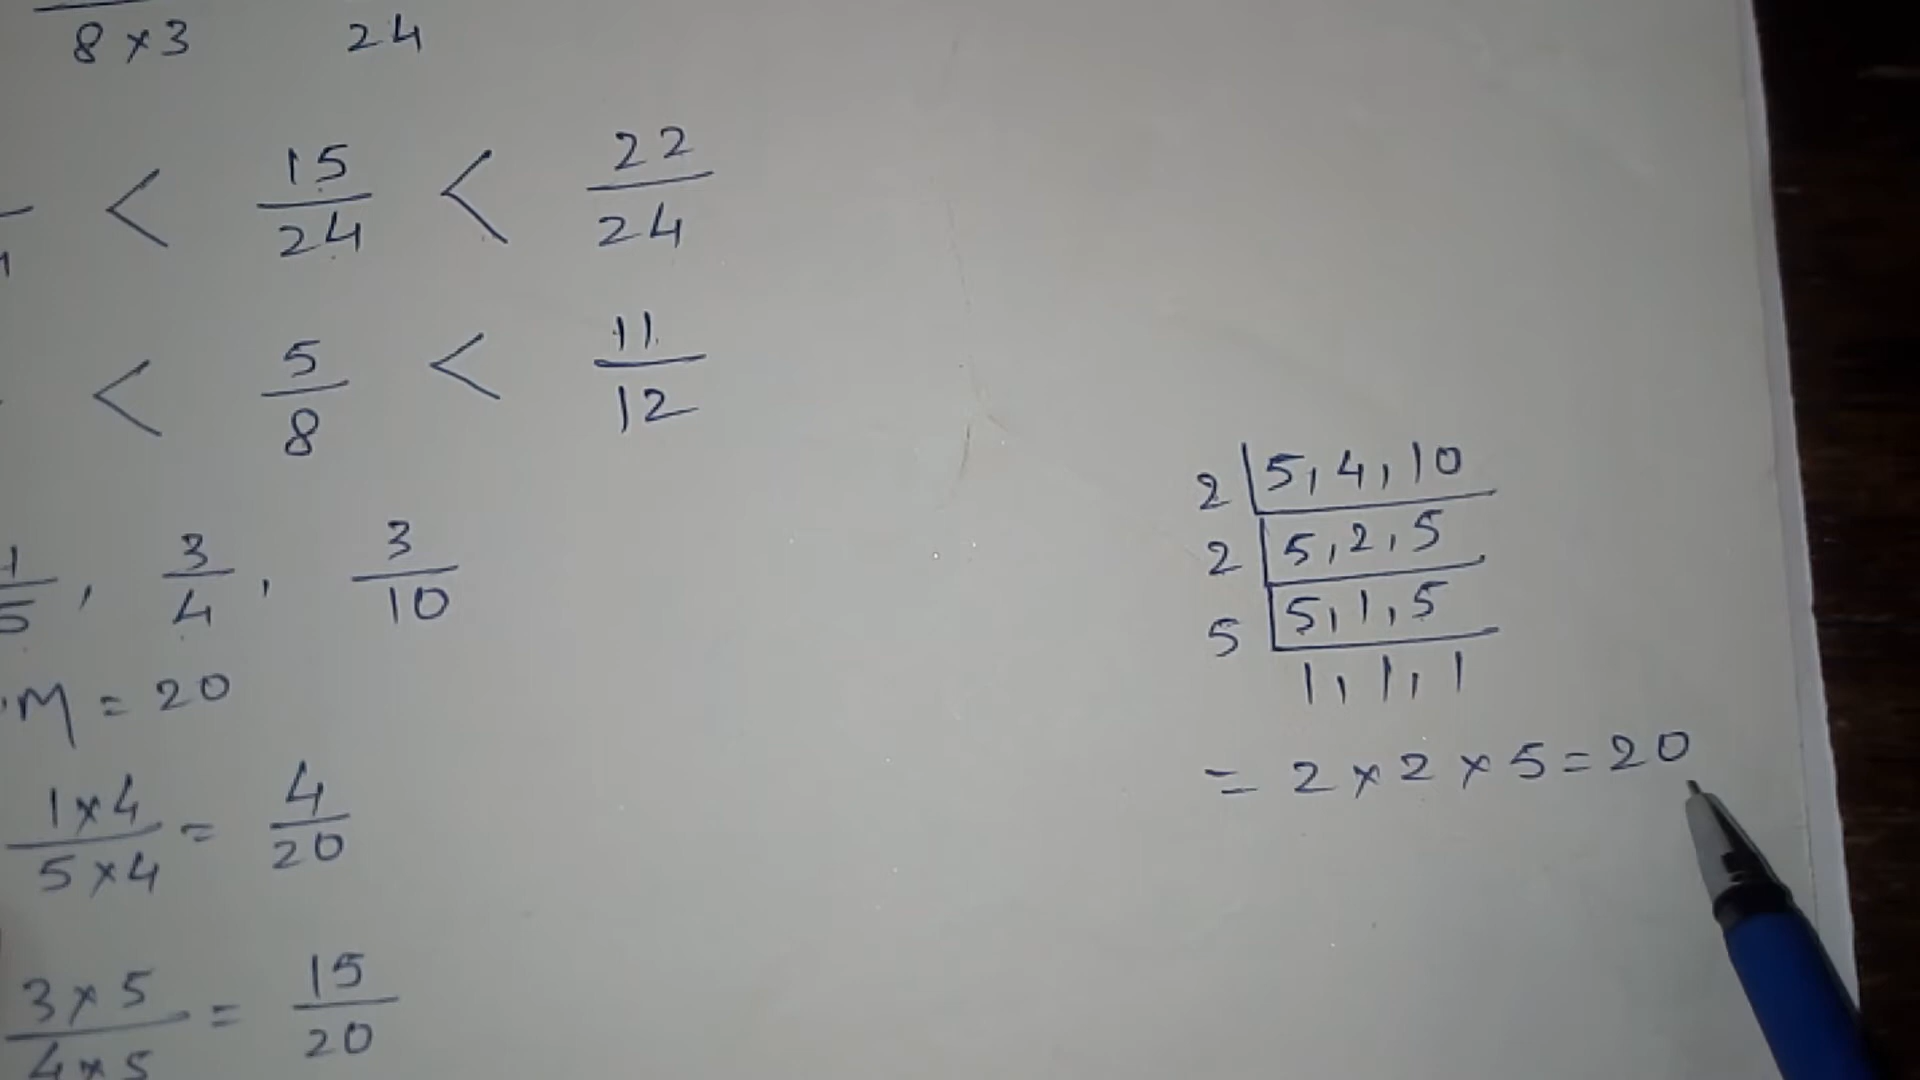 8 × 3 24
< 15/24 < 22/24
< 5/8 < 11/12
1/5 , 3/4 , 3/10
.M = 20
1×4/5×4 = 4/20
3×5/4×5 = 15/20
2 | 5, 4, 10
2 | 5, 2, 5
5 | 5, 1, 5
1, 1, 1
= 2 × 2 × 5 = 20